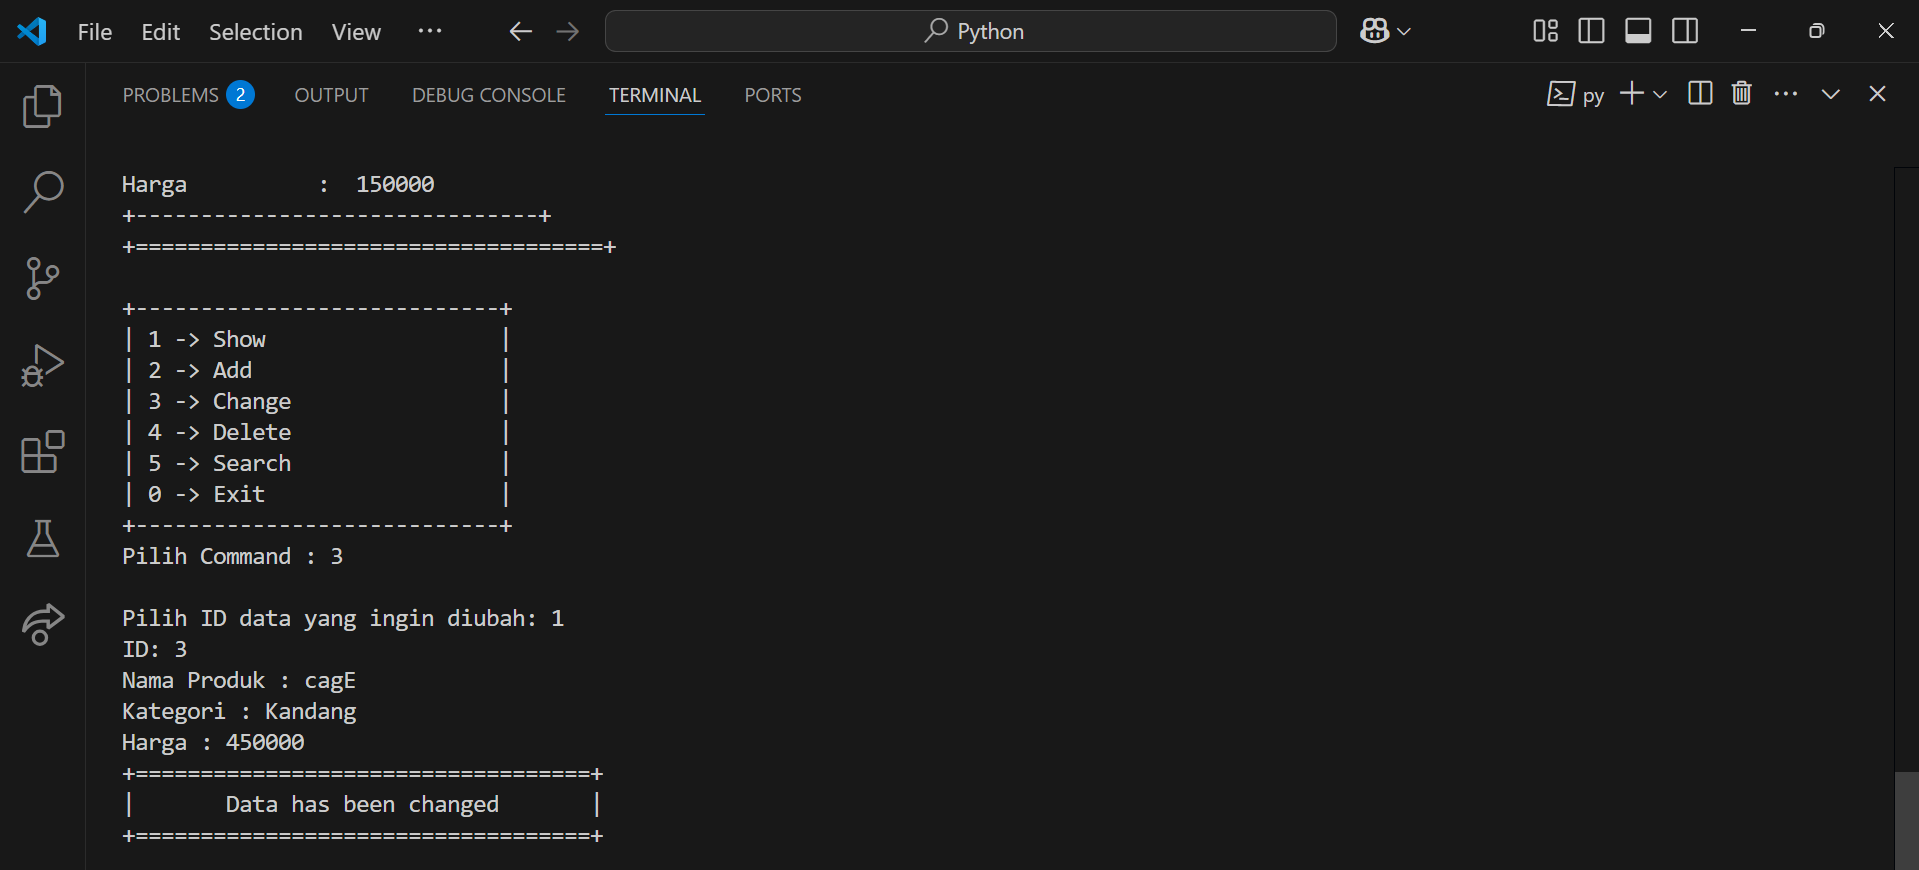 File Edit Selection View ··· Python
PROBLEMS 2 OUTPUT DEBUG CONSOLE TERMINAL PORTS py
Harga          :  150000
+-------------------------------+
+====================================+
+----------------------------+
| 1 -> Show                  |
| 2 -> Add                   |
| 3 -> Change                |
| 4 -> Delete                |
| 5 -> Search                |
| 0 -> Exit                  |
+----------------------------+
Pilih Command : 3
Pilih ID data yang ingin diubah: 1
ID: 3
Nama Produk : cagE
Kategori : Kandang
Harga : 450000
+===================================+
|       Data has been changed       |
+===================================+